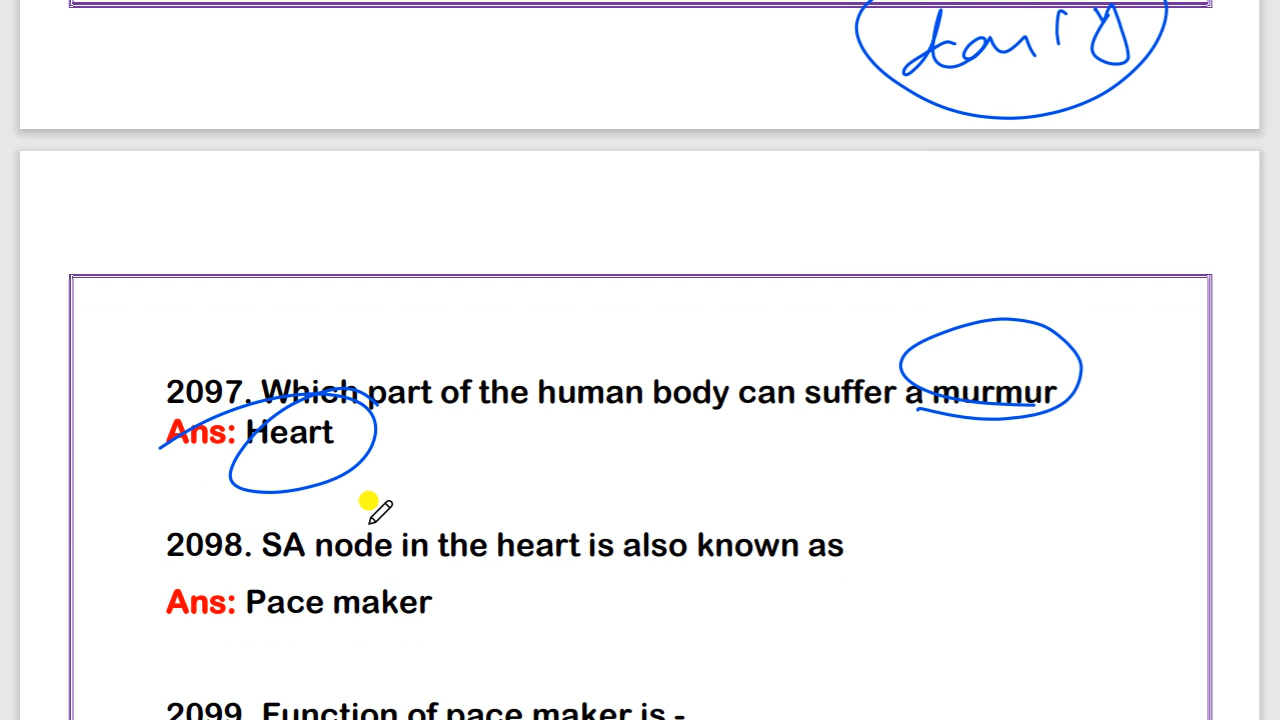 2097. Which part of the human body can suffer a murmur
Ans: Heart
2098. SA node in the heart is also known as
Ans: Pace maker
2099. Function of pace maker is -